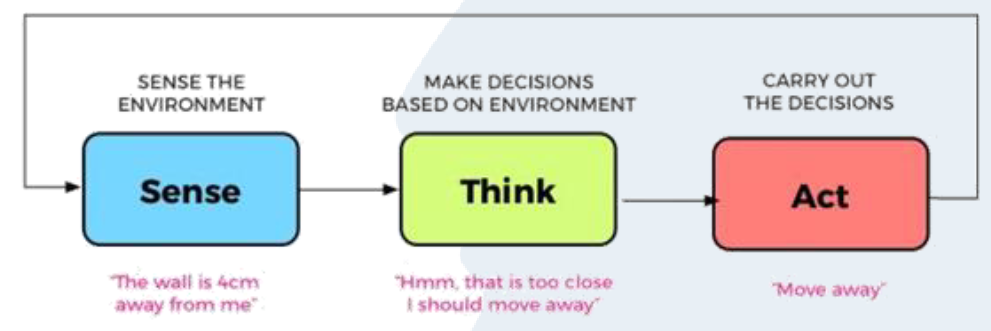 SENSE THE
ENVIRONMENT
Sense
"The wall is 4cm
away from me"
MAKE DECISIONS
BASED ON ENVIRONMENT
Think
"Hmm, that is too close
I should move away"
CARRY OUT
THE DECISIONS
Act
"Move away"